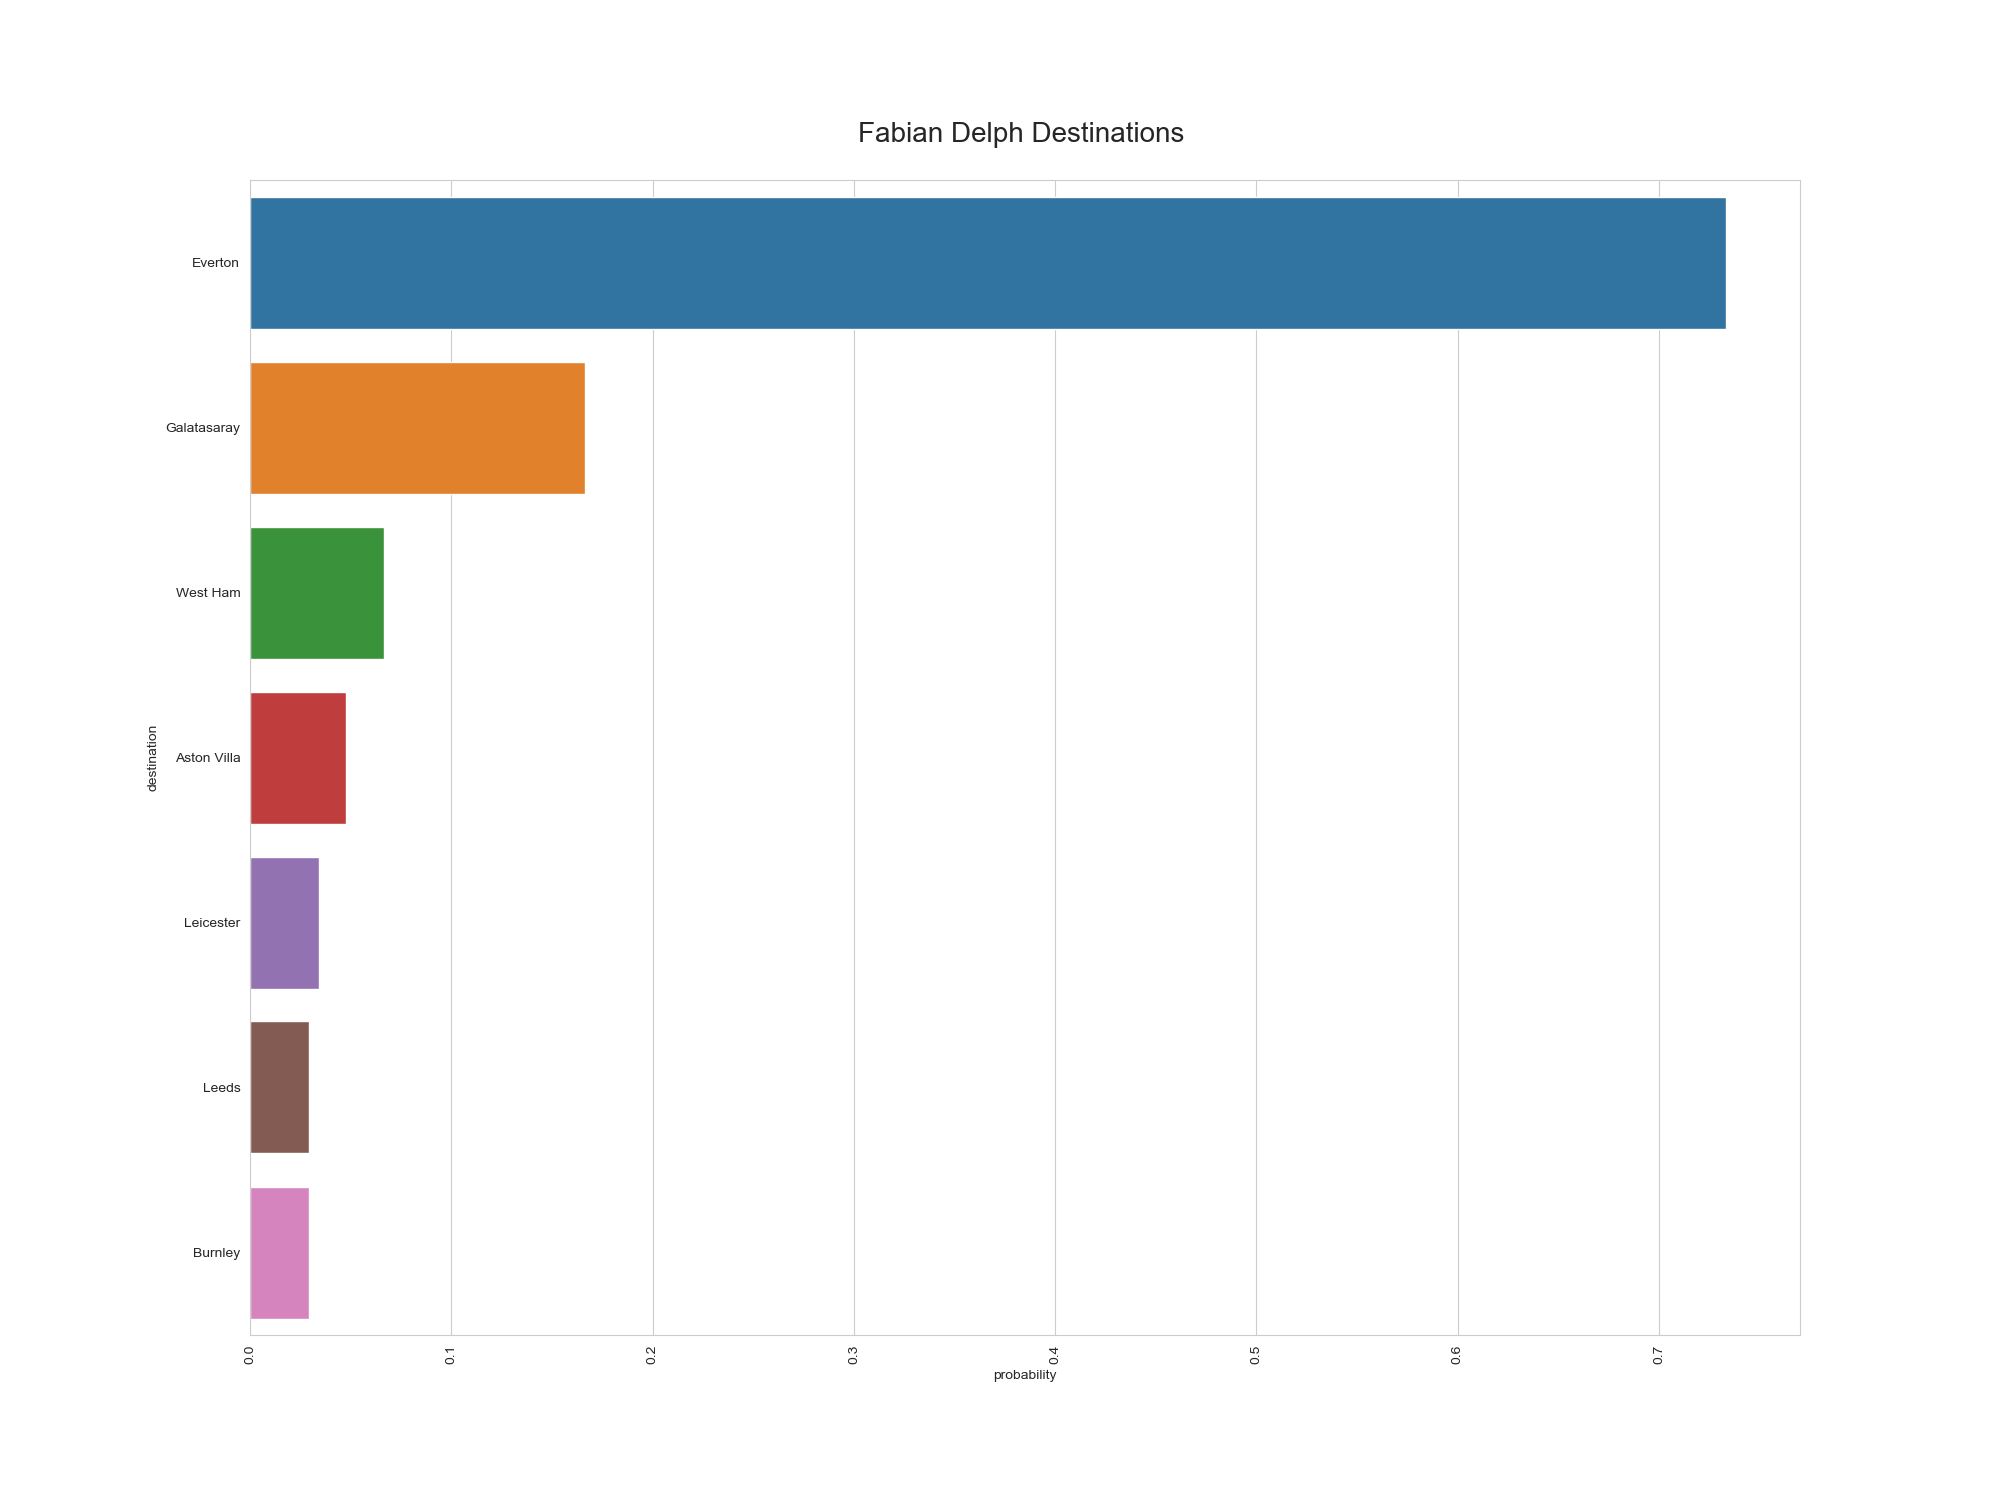 Fabian Delph Destinations
Everton
Galatasaray
West Ham
Aston Villa
Leicester
Leeds
Burnley
destination
0.0 0.1 0.2 0.3 0.4 0.5 0.6 0.7
probability